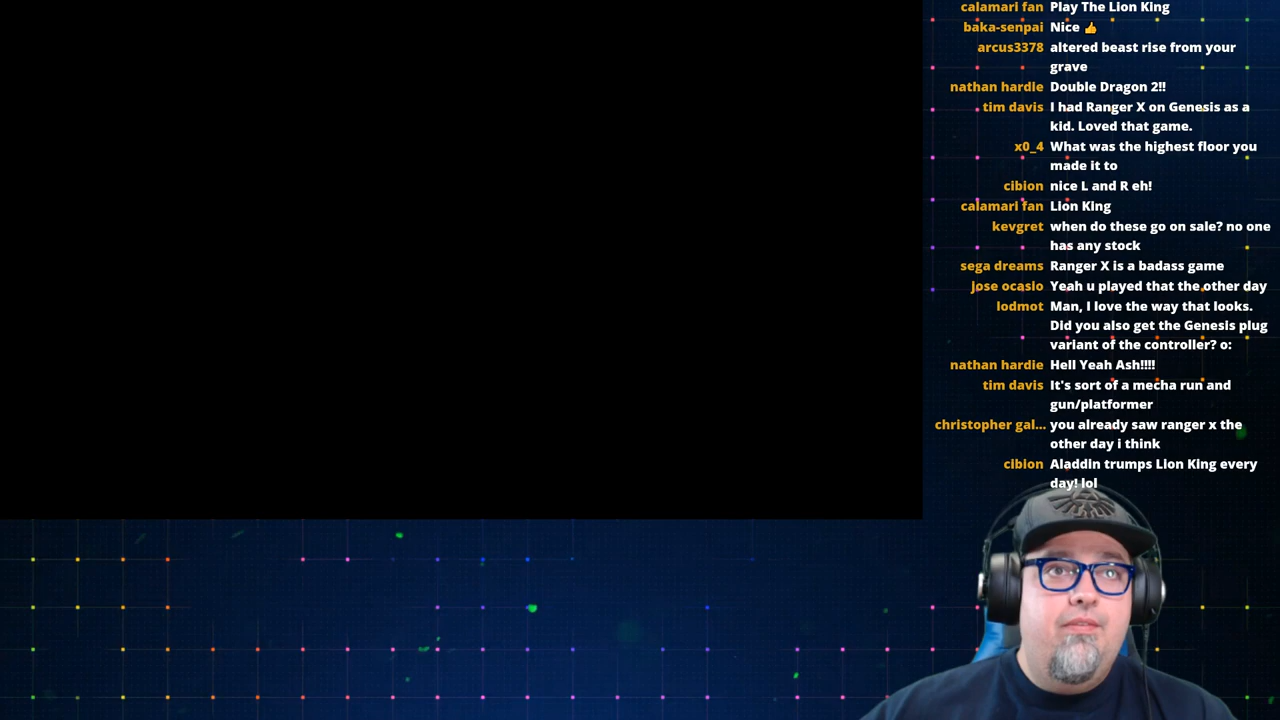 calamari fan Play The Lion King
baka-senpai Nice 👍
arcus3378 altered beast rise from your
grave
nathan hardie Double Dragon 2!!
tim davis I had Ranger X on Genesis as a
kid. Loved that game.
x0_4 What was the highest floor you
made it to
cibion nice L and R eh!
calamari fan Lion King
kevgret when do these go on sale? no one
has any stock
sega dreams Ranger X is a badass game
jose ocasio Yeah u played that the other day
lodmot Man, I love the way that looks.
Did you also get the Genesis plug
variant of the controller? o:
nathan hardie Hell Yeah Ash!!!!
tim davis It's sort of a mecha run and
gun/platformer
christopher gal... you already saw ranger x the
other day i think
cibion Aladdin trumps Lion King every
day! lol